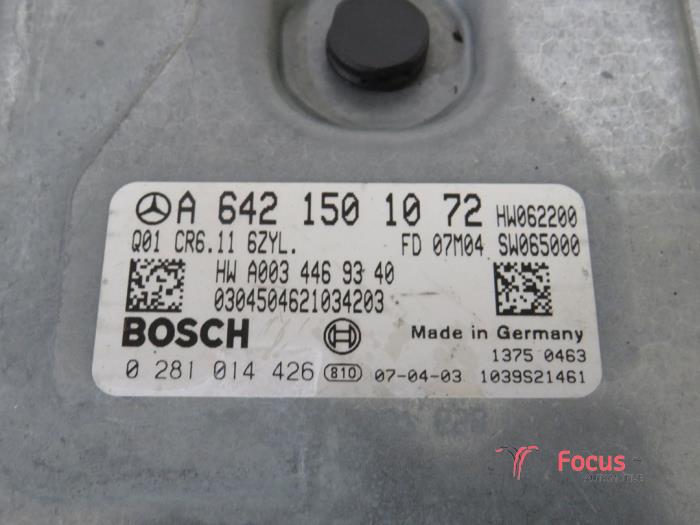 A 642 150 10 72 HW062200
Q01 CR6.11 6ZYL. FD 07M04 SW065000
HW A003 446 93 40
0304504621034203
BOSCH Made in Germany
1375 0463
0 281 014 426 810 07-04-03 1039S21461
Focus
AUTOMOTIVE